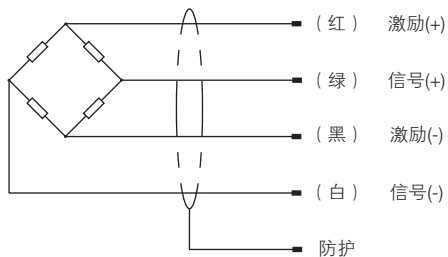 （红） 激励(+)
（绿） 信号(+)
（黑） 激励(-)
（白） 信号(-)
防护